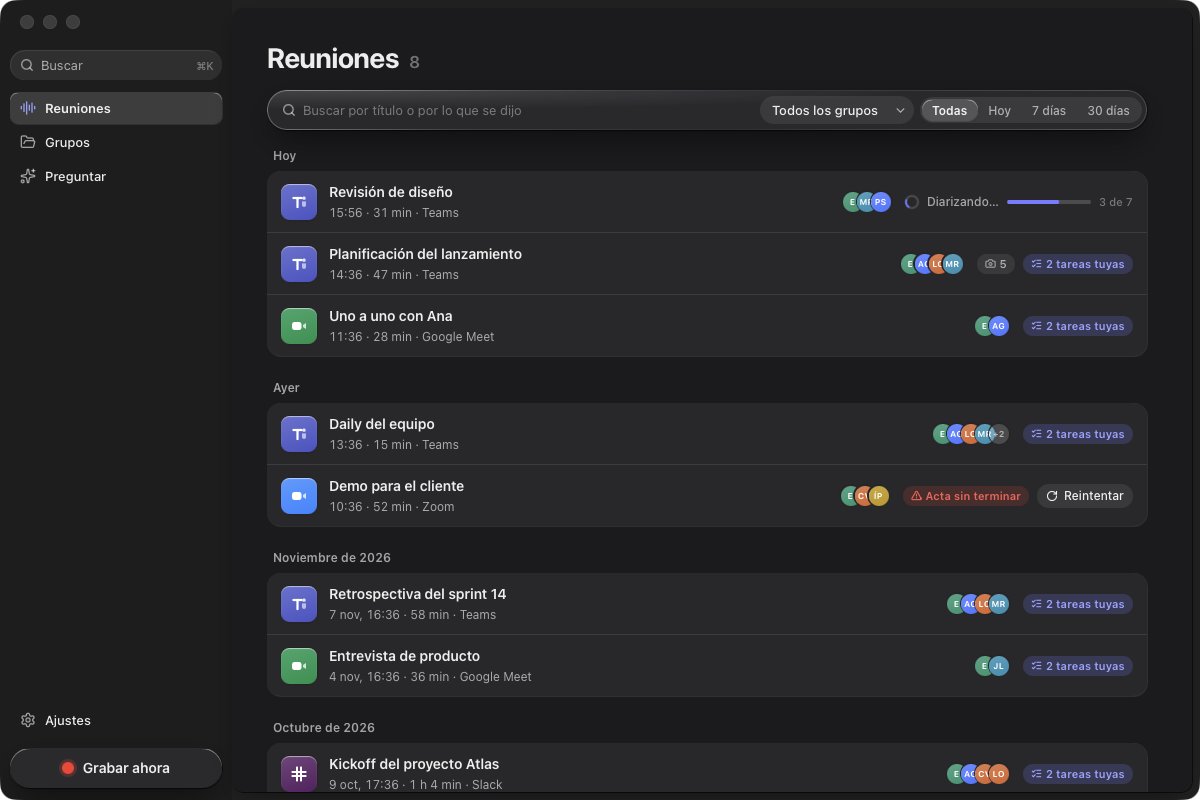 Buscar ⌘K
Reuniones
Grupos
Preguntar
Ajustes
Grabar ahora
Reuniones 8
Buscar por título o por lo que se dijo
Todos los grupos
Todas Hoy 7 días 30 días
Hoy
Revisión de diseño
15:56 · 31 min · Teams
E PS Diarizando... 3 de 7
Planificación del lanzamiento
14:36 · 47 min · Teams
E MR 5 2 tareas tuyas
Uno a uno con Ana
11:36 · 28 min · Google Meet
E AG 2 tareas tuyas
Ayer
Daily del equipo
13:36 · 15 min · Teams
E +2 2 tareas tuyas
Demo para el cliente
10:36 · 52 min · Zoom
E ÍP Acta sin terminar Reintentar
Noviembre de 2026
Retrospectiva del sprint 14
7 nov, 16:36 · 58 min · Teams
E MR 2 tareas tuyas
Entrevista de producto
4 nov, 16:36 · 36 min · Google Meet
E JL 2 tareas tuyas
Octubre de 2026
Kickoff del proyecto Atlas
9 oct, 17:36 · 1 h 4 min · Slack
E LO 2 tareas tuyas